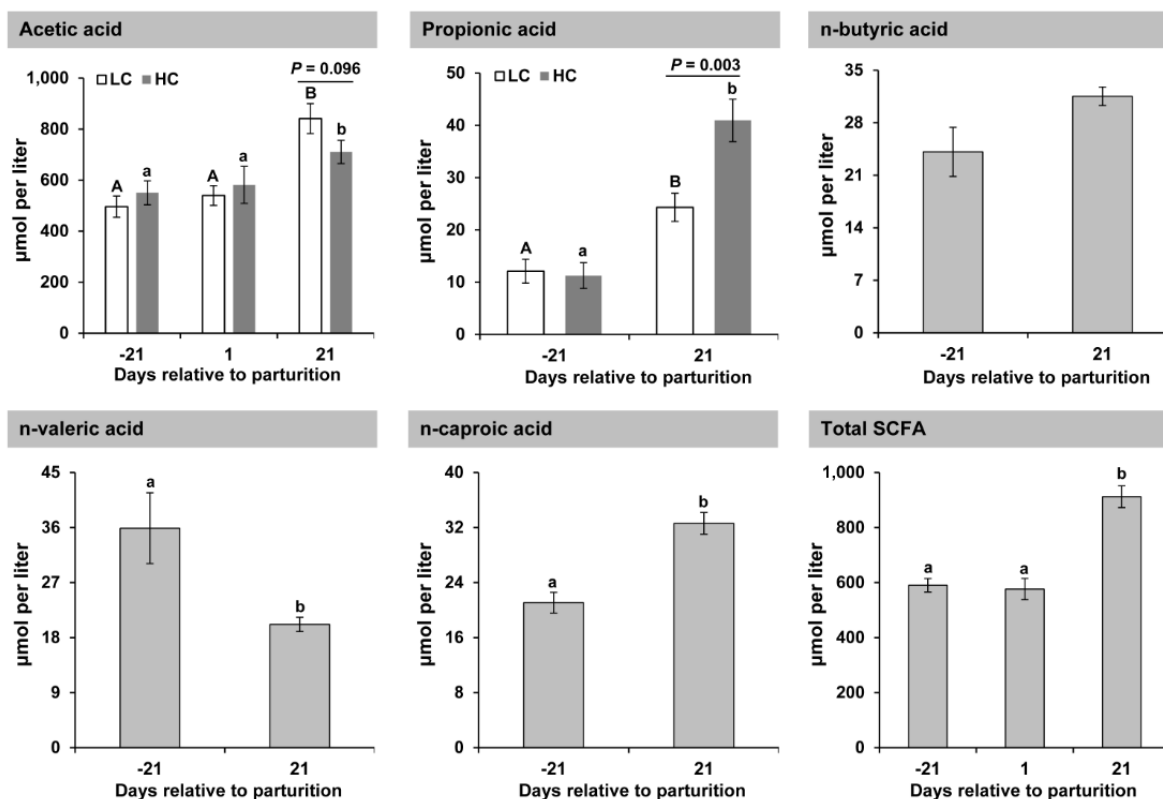 Acetic acid
1,000
800
600
400
200
0
µmol per liter
LC HC
P = 0.096
A a A a B b
-21 1 21
Days relative to parturition
Propionic acid
50
40
30
20
10
0
µmol per liter
LC HC
P = 0.003
A a B b
-21 21
Days relative to parturition
n-butyric acid
35
28
21
14
7
0
µmol per liter
-21 21
Days relative to parturition
n-valeric acid
45
36
27
18
9
0
µmol per liter
a b
-21 21
Days relative to parturition
n-caproic acid
40
32
24
16
8
0
µmol per liter
a b
-21 21
Days relative to parturition
Total SCFA
1,000
800
600
400
200
0
µmol per liter
a a b
-21 1 21
Days relative to parturition